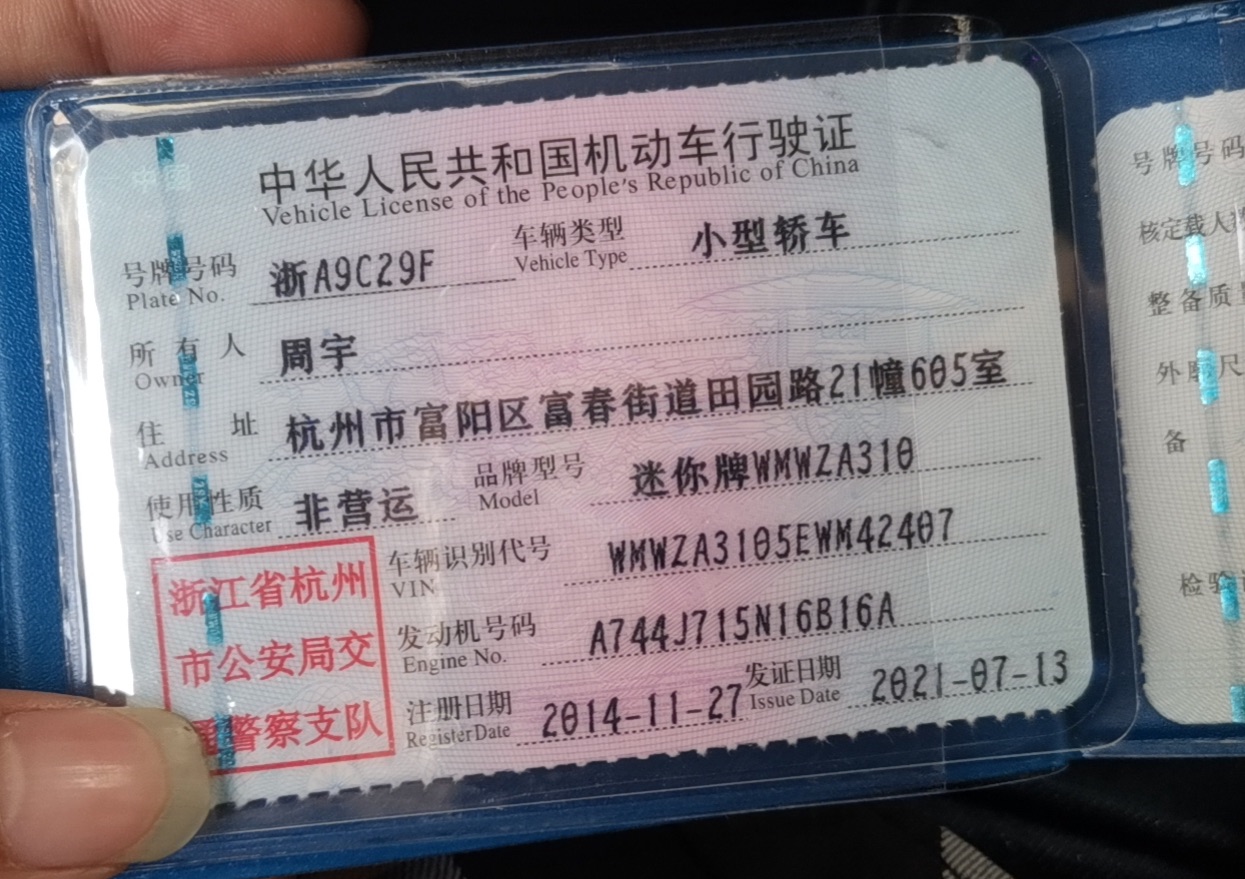 中华人民共和国机动车行驶证
Vehicle License of the People's Republic of China
号牌号码 浙A9C29F 车辆类型 小型轿车
Plate No. Vehicle Type
所有人 周宇
Owner
住址 杭州市富阳区富春街道田园路21幢605室
Address
使用性质 非营运 品牌型号 迷你牌WMWZA310
Use Character Model
车辆识别代号 WMWZA3105EWM42407
VIN
发动机号码 A744J715N16B16A
Engine No.
注册日期 2014-11-27 发证日期 2021-07-13
Register Date Issue Date
浙江省杭州
市公安局交
通警察支队
号牌号码
核定载人
整备质量
外廓尺
备
检验